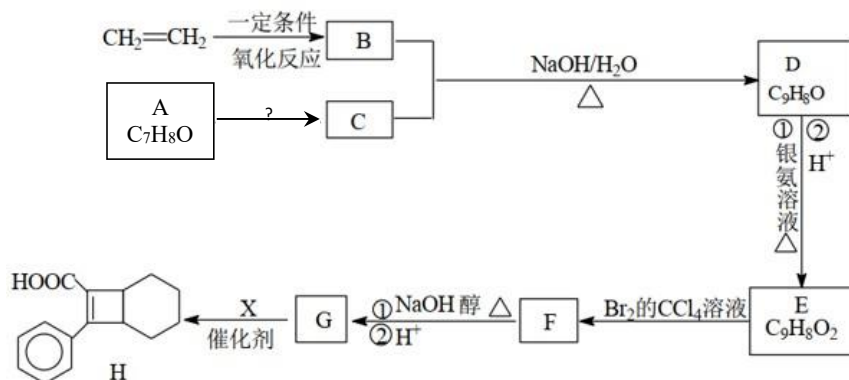 CH₂=CH₂
一定条件
氧化反应
B
A
C₇H₈O
?
C
NaOH/H₂O
△
D
C₉H₈O
① ②
银氨溶液
△
H⁺
E
C₉H₈O₂
Br₂的CCl₄溶液
F
①NaOH 醇 △
②H⁺
G
X
催化剂
HOOC
H